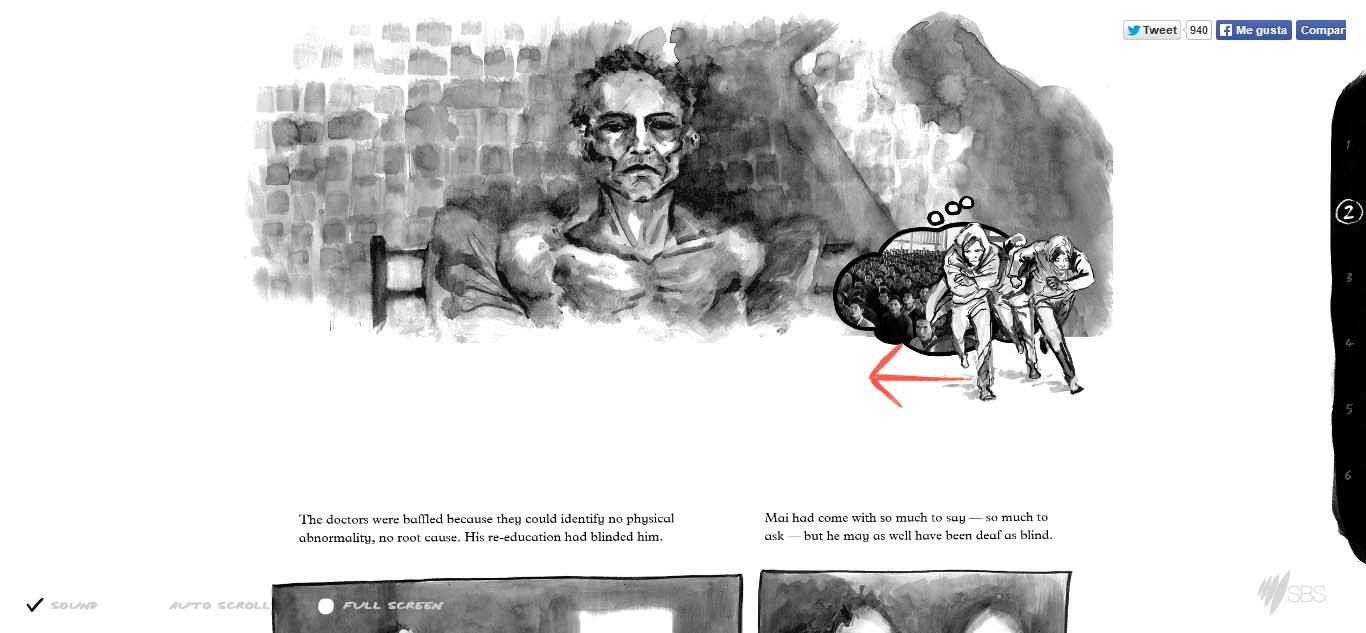 Tweet 940 Me gusta Compar
1
2
3
4
5
6
The doctors were baffled because they could identify no physical
abnormality, no root cause. His re-education had blinded him.
Mai had come with so much to say — so much to
ask — but he may as well have been deaf as blind.
SOUND AUTO SCROLL FULL SCREEN
SBS